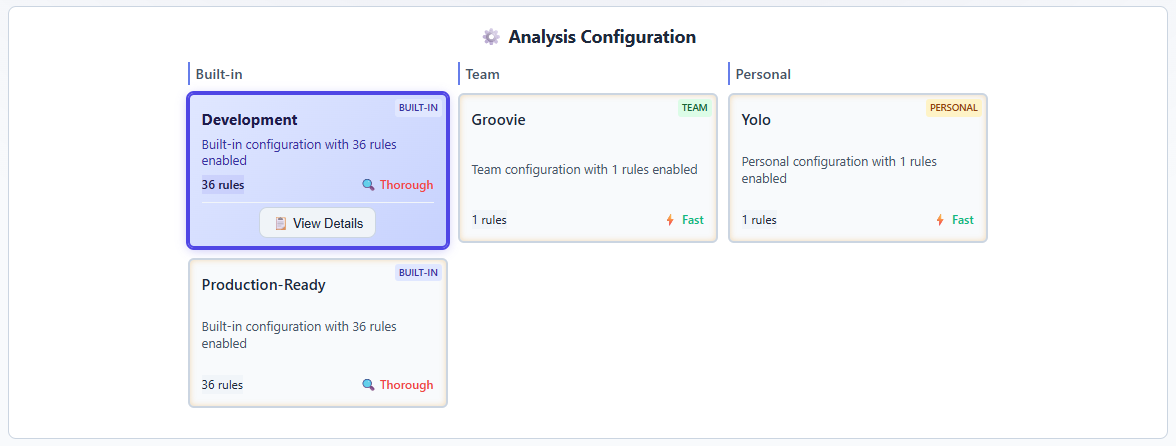 Analysis Configuration
Built-in
BUILT-IN
Development
Built-in configuration with 36 rules
enabled
36 rules
Thorough
View Details
BUILT-IN
Production-Ready
Built-in configuration with 36 rules
enabled
36 rules
Thorough
Team
TEAM
Groovie
Team configuration with 1 rules enabled
1 rules
Fast
Personal
PERSONAL
Yolo
Personal configuration with 1 rules
enabled
1 rules
Fast